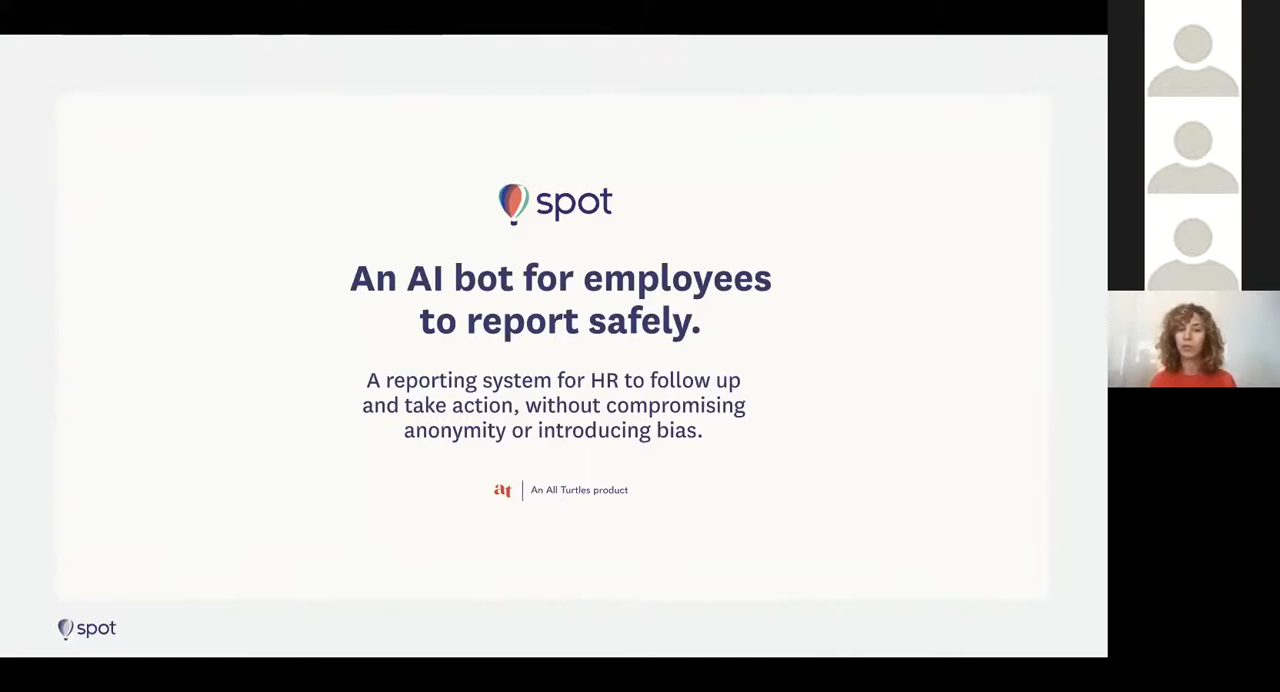 spot
An AI bot for employees
to report safely.
A reporting system for HR to follow up
and take action, without compromising
anonymity or introducing bias.
at | An All Turtles product
spot